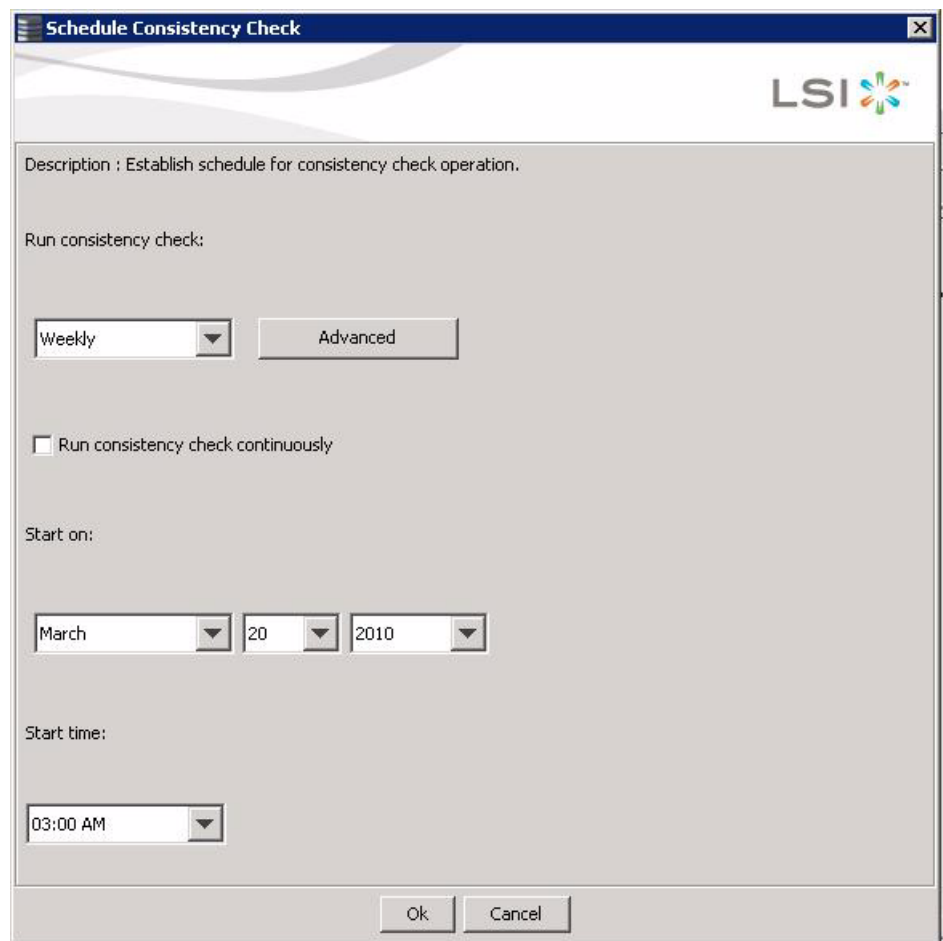 Schedule Consistency Check
LSI™
Description : Establish schedule for consistency check operation.
Run consistency check:
Weekly Advanced
Run consistency check continuously
Start on:
March 20 2010
Start time:
03:00 AM
Ok Cancel